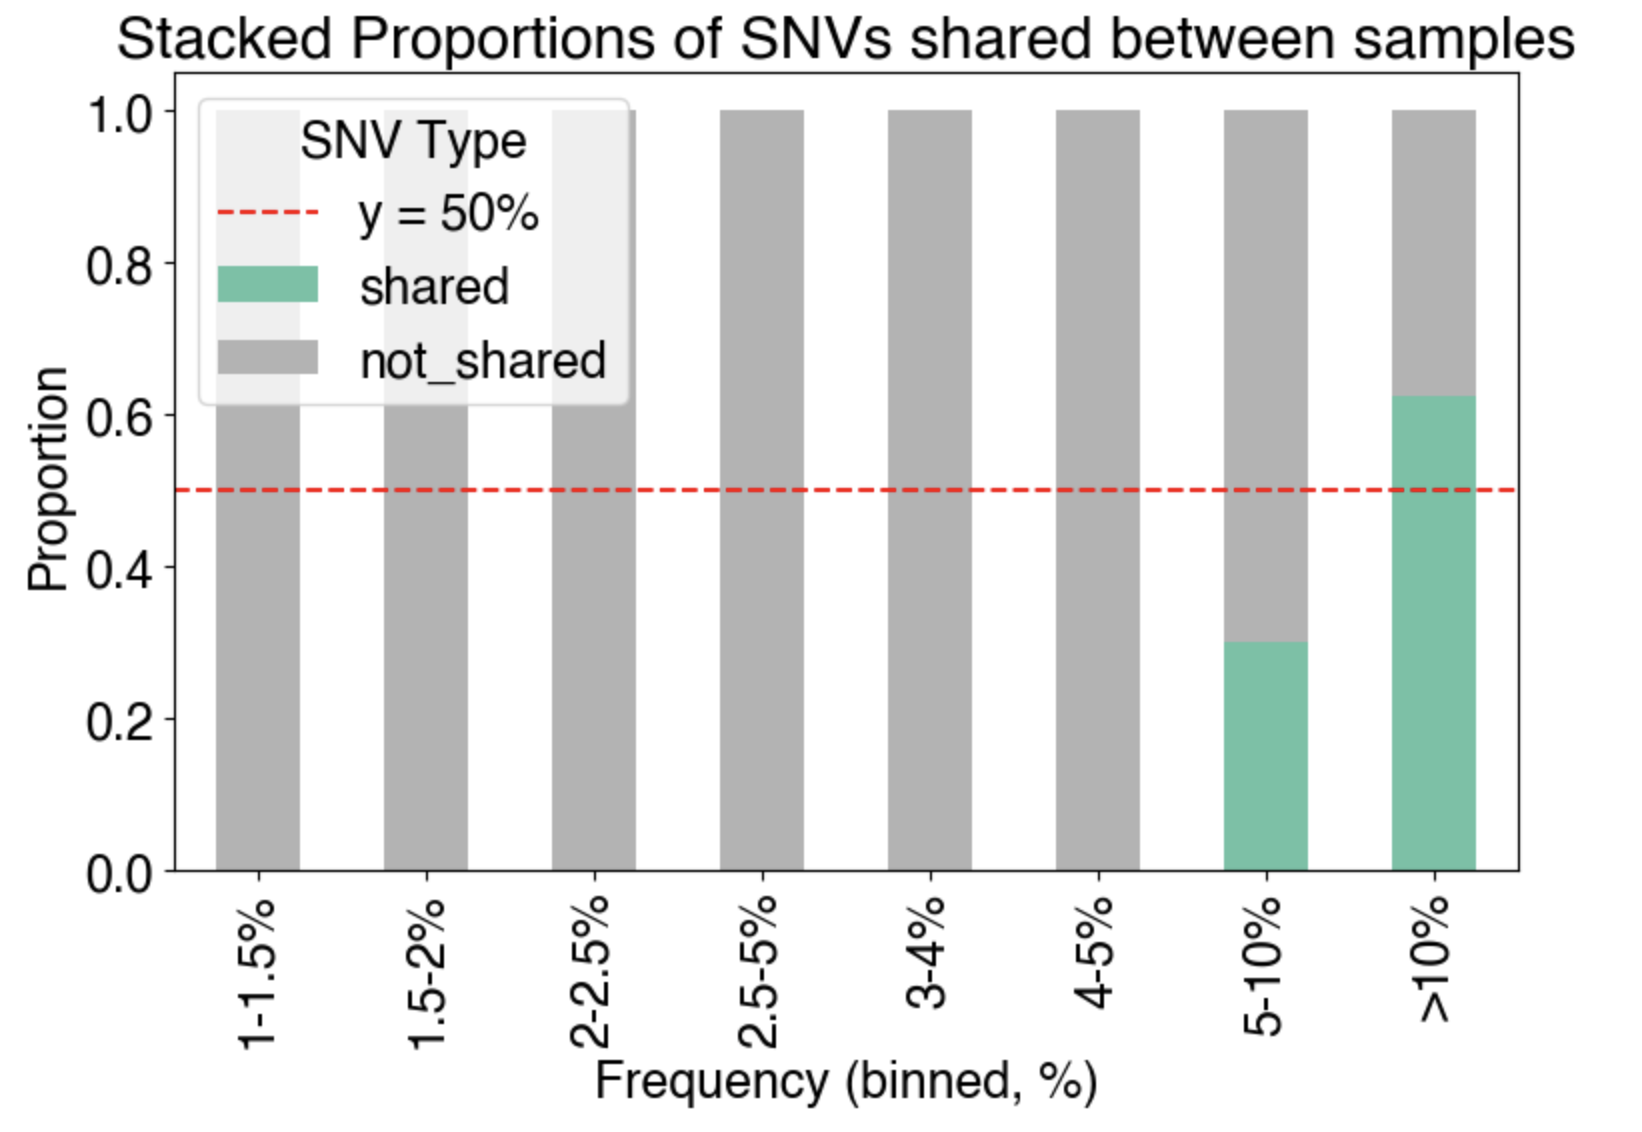 Stacked Proportions of SNVs shared between samples
SNV Type
y = 50%
shared
not_shared
Proportion
1.0
0.8
0.6
0.4
0.2
0.0
1-1.5%
1.5-2%
2-2.5%
2.5-5%
3-4%
4-5%
5-10%
>10%
Frequency (binned, %)